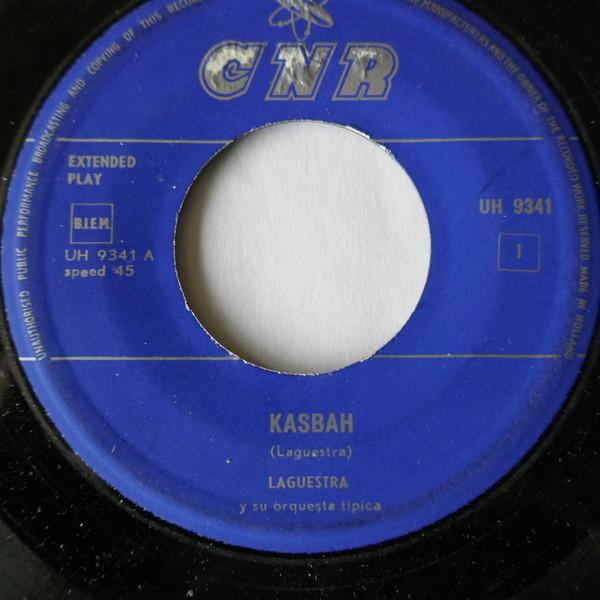 UNAUTHORISED PUBLIC PERFORMANCE BROADCASTING AND COPYING OF THIS RECORD
MANUFACTURERS AND THE OWNER OF THE RECORDED WORK RESERVED MADE IN HOLLAND
CNR
EXTENDED
PLAY
B.I.E.M.
UH 9341 A
speed 45
UH 9341
1
KASBAH
(Laguestra)
LAGUESTRA
y su orquesta tipica